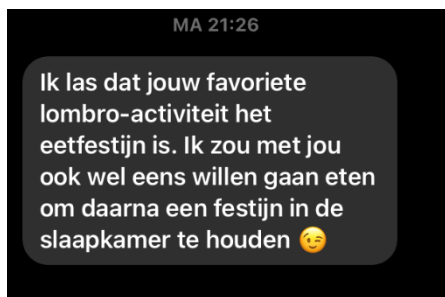 MA 21:26
Ik las dat jouw favoriete
lombro-activiteit het
eetfestijn is. Ik zou met jou
ook wel eens willen gaan eten
om daarna een festijn in de
slaapkamer te houden 😉